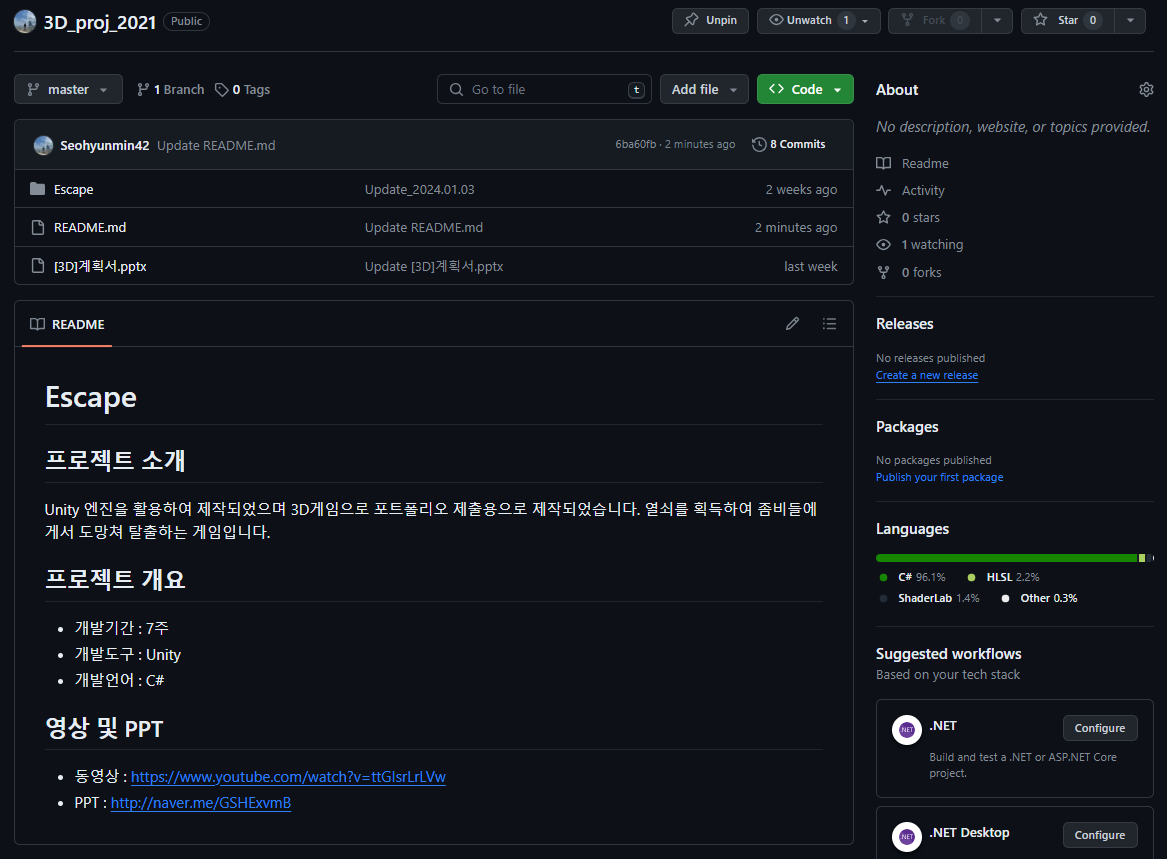 3D_proj_2021 Public
Unpin
Unwatch 1
Fork 0
Star 0
master
1 Branch
0 Tags
Go to file t
Add file
Code
Seohyunmin42 Update README.md
6ba60fb · 2 minutes ago
8 Commits
Escape Update_2024.01.03 2 weeks ago
README.md Update README.md 2 minutes ago
[3D]계획서.pptx Update [3D]계획서.pptx last week
README
Escape
프로젝트 소개
Unity 엔진을 활용하여 제작되었으며 3D게임으로 포트폴리오 제출용으로 제작되었습니다. 열쇠를 획득하여 좀비들에
게서 도망쳐 탈출하는 게임입니다.
프로젝트 개요
개발기간 : 7주
개발도구 : Unity
개발언어 : C#
영상 및 PPT
동영상 : https://www.youtube.com/watch?v=ttGIsrLrLVw
PPT : http://naver.me/GSHExvmB
About
No description, website, or topics provided.
Readme
Activity
0 stars
1 watching
0 forks
Releases
No releases published
Create a new release
Packages
No packages published
Publish your first package
Languages
C# 96.1% HLSL 2.2%
ShaderLab 1.4% Other 0.3%
Suggested workflows
Based on your tech stack
.NET
.NET Configure
Build and test a .NET or ASP.NET Core
project.
.NET
.NET Desktop Configure